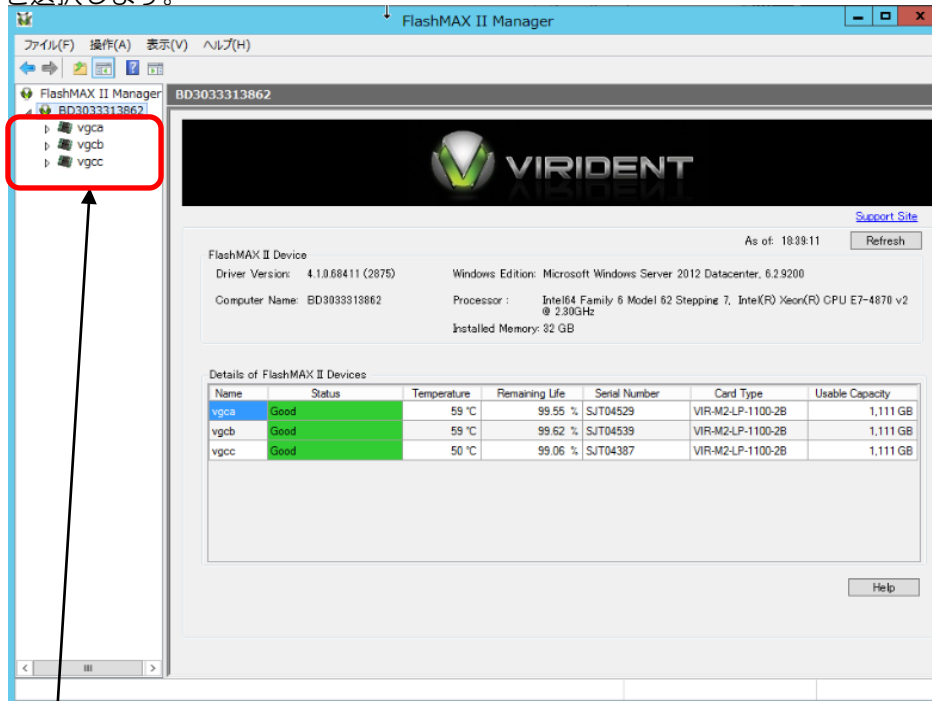 を選択します。
FlashMAX II Manager
ファイル(F) 操作(A) 表示(V) ヘルプ(H)
FlashMAX II Manager
BD3033313862
vgca
vgcb
vgcc
BD3033313862
VIRIDENT
Support Site
As of: 18:39:11 Refresh
FlashMAX II Device
Driver Version: 4.1.0.68411 (2875) Windows Edition: Microsoft Windows Server 2012 Datacenter, 6.2.9200
Computer Name: BD3033313862 Processor : Intel64 Family 6 Model 62 Stepping 7, Intel(R) Xeon(R) CPU E7-4870 v2
@ 2.30GHz
Installed Memory: 32 GB
Details of FlashMAX II Devices
Name Status Temperature Remaining Life Serial Number Card Type Usable Capacity
vgca Good 59 °C 99.55 % SJT04529 VIR-M2-LP-1100-2B 1,111 GB
vgcb Good 59 °C 99.62 % SJT04539 VIR-M2-LP-1100-2B 1,111 GB
vgcc Good 50 °C 99.06 % SJT04387 VIR-M2-LP-1100-2B 1,111 GB
Help